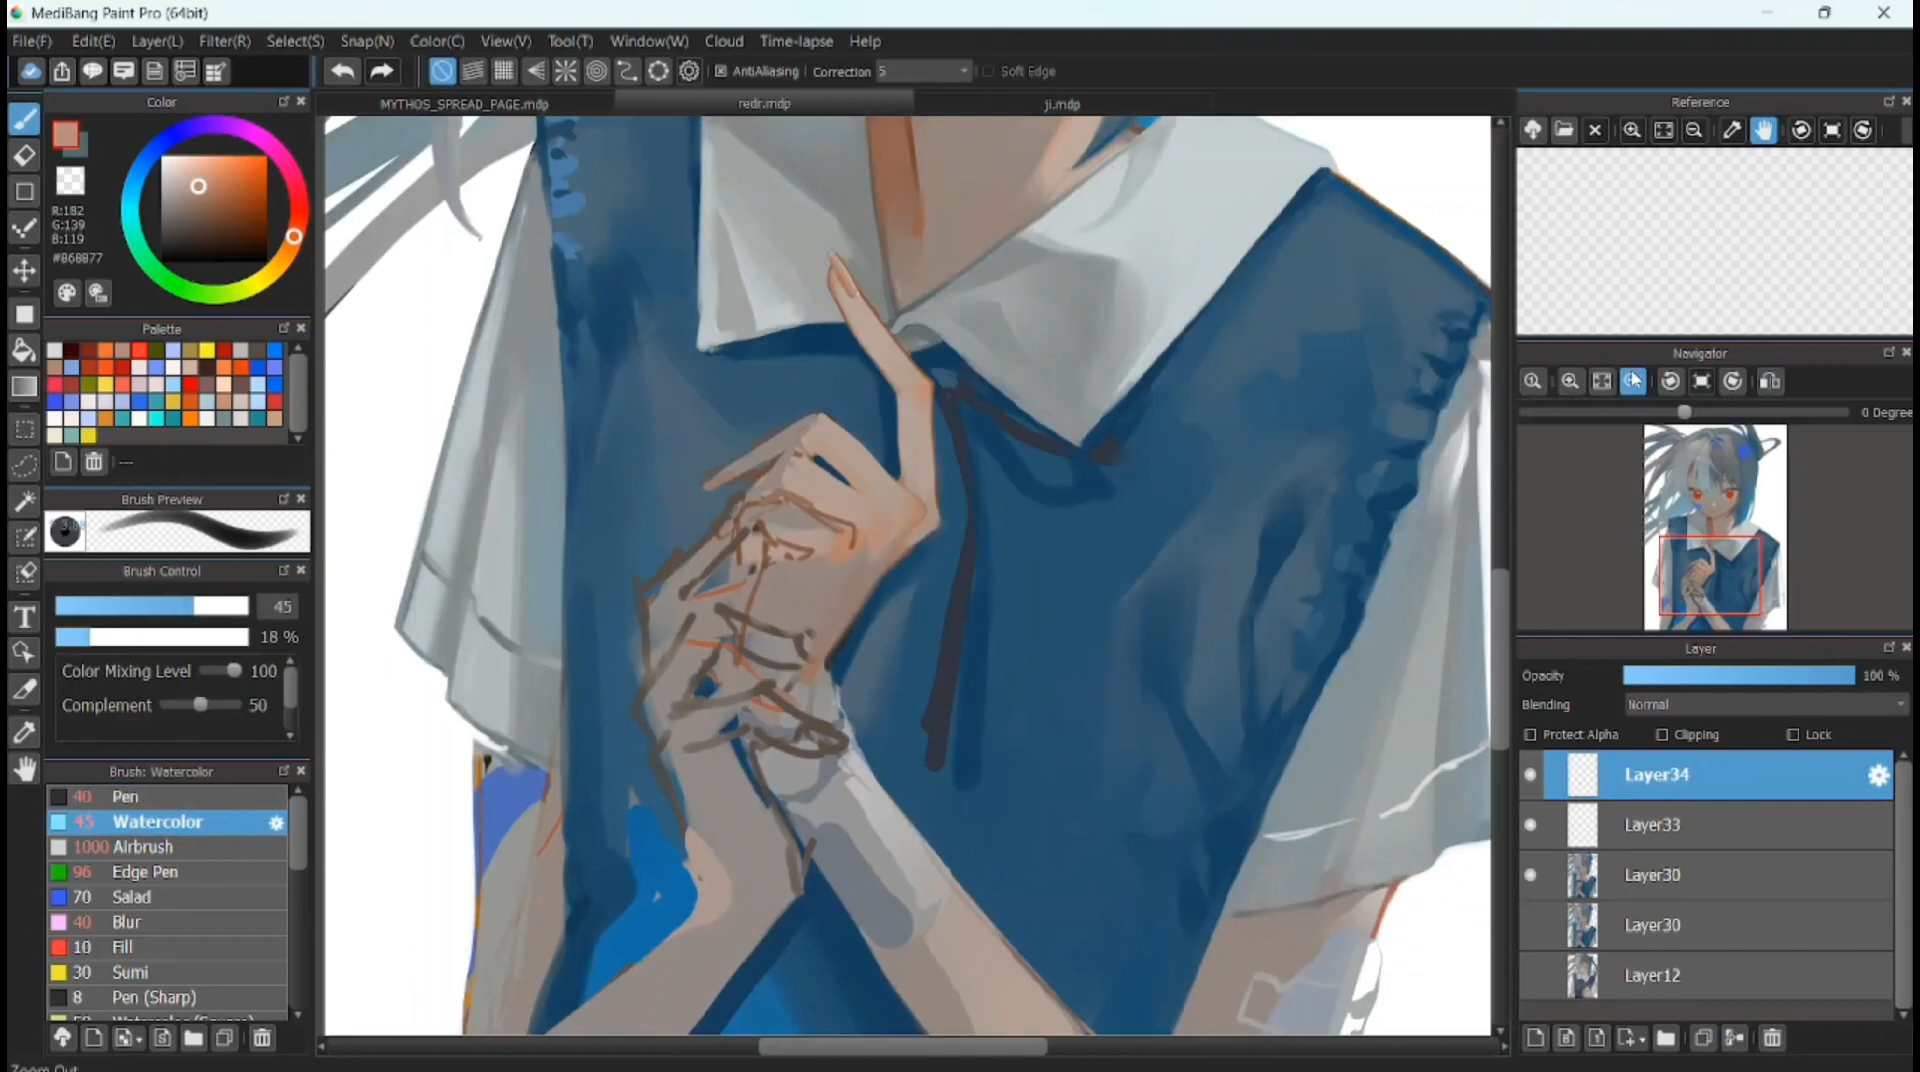 MediBang Paint Pro (64bit)
File(F) Edit(E) Layer(L) Filter(R) Select(S) Snap(N) Color(C) View(V) Tool(T) Window(W) Cloud Time-lapse Help
AntiAliasing Correction 5 Soft Edge
Color MYTHOS_SPREAD_PAGE.mdp redr.mdp ji.mdp Reference
R:182
G:139
B:119
#B68B77
Palette
---
Brush Preview
Brush Control
45
18 %
Color Mixing Level 100
Complement 50
Brush: Watercolor
40 Pen
45 Watercolor
1000 Airbrush
96 Edge Pen
70 Salad
40 Blur
10 Fill
30 Sumi
8 Pen (Sharp)
Zoom Out
Navigator
0 Degree
Layer
Opacity 100 %
Blending Normal
Protect Alpha Clipping Lock
Layer34
Layer33
Layer30
Layer30
Layer12